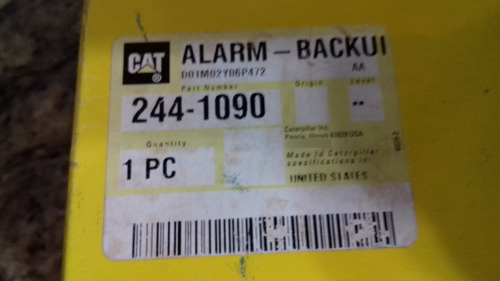 CAT
ALARM - BACKU
D01M02Y06P472
AA
Part Number
Origin
Level
244-1090
--
Caterpillar Inc.
Peoria, Illinois 61629 USA
Quantity
1 PC
Made to Caterpillar
specifications in:
UNITED STATES